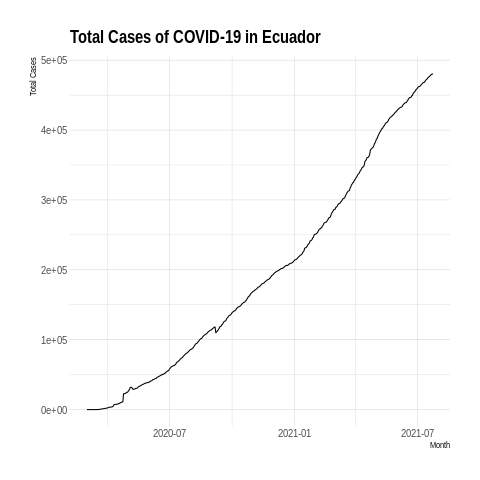 Total Cases of COVID-19 in Ecuador
Total Cases
5e+05
4e+05
3e+05
2e+05
1e+05
0e+00
2020-07 2021-01 2021-07
Month